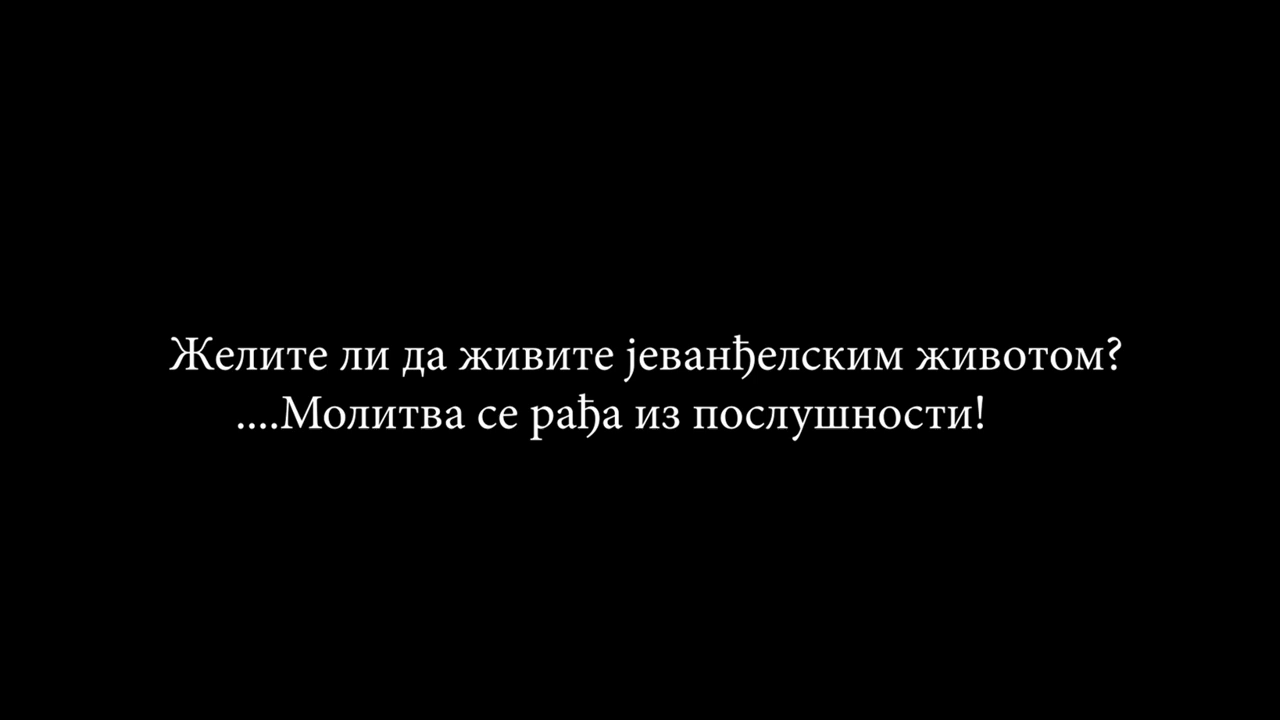 Желите ли да живите јеванђелским животом?
....Молитва се рађа из послушности!